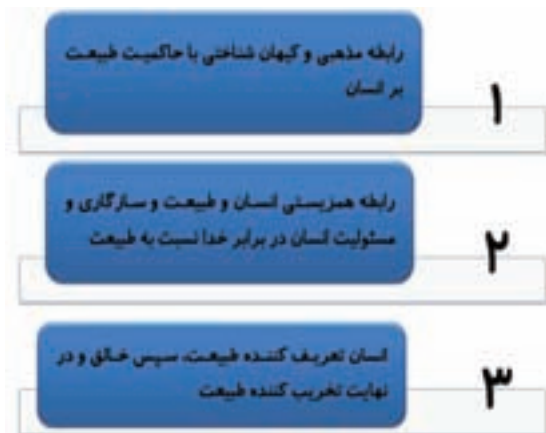 رابطه مذهبی و کیهان شناختی با حاکمیت طبیعت
بر انسان
۱
رابطه همزیستی انسان و طبیعت و سازگاری و
مسئولیت انسان در برابر خدا نسبت به طبیعت
۲
انسان تعریف کننده طبیعت، سپس خالق و در
نهایت تخریب کننده طبیعت
۳